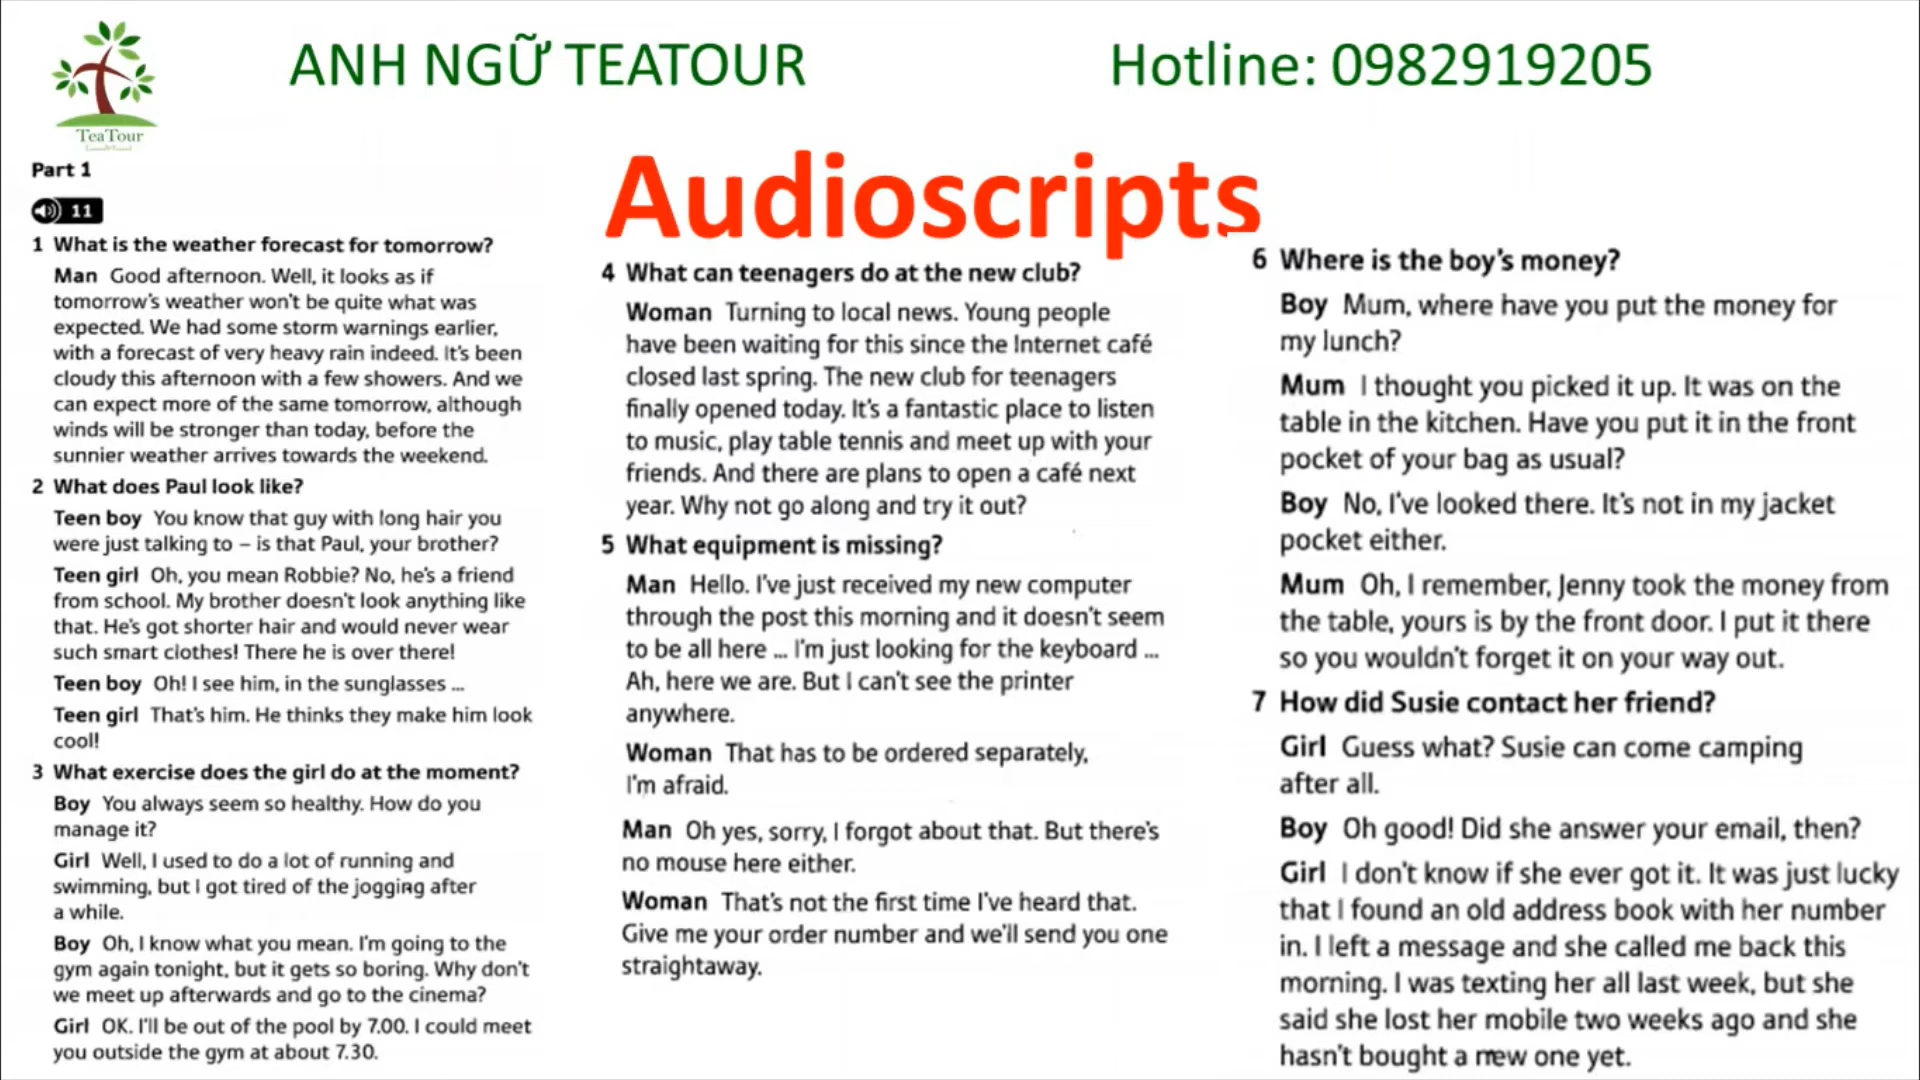 ANH NGỮ TEATOUR
Hotline: 0982919205
TeaTour
Audioscripts
Part 1
11
1 What is the weather forecast for tomorrow?
Man Good afternoon. Well, it looks as if
tomorrow's weather won't be quite what was
expected. We had some storm warnings earlier,
with a forecast of very heavy rain indeed. It's been
cloudy this afternoon with a few showers. And we
can expect more of the same tomorrow, although
winds will be stronger than today, before the
sunnier weather arrives towards the weekend.
2 What does Paul look like?
Teen boy You know that guy with long hair you
were just talking to – is that Paul, your brother?
Teen girl Oh, you mean Robbie? No, he's a friend
from school. My brother doesn't look anything like
that. He's got shorter hair and would never wear
such smart clothes! There he is over there!
Teen boy Oh! I see him, in the sunglasses ...
Teen girl That's him. He thinks they make him look
cool!
3 What exercise does the girl do at the moment?
Boy You always seem so healthy. How do you
manage it?
Girl Well, I used to do a lot of running and
swimming, but I got tired of the jogging after
a while.
Boy Oh, I know what you mean. I'm going to the
gym again tonight, but it gets so boring. Why don't
we meet up afterwards and go to the cinema?
Girl OK. I'll be out of the pool by 7.00. I could meet
you outside the gym at about 7.30.
4 What can teenagers do at the new club?
Woman Turning to local news. Young people
have been waiting for this since the Internet café
closed last spring. The new club for teenagers
finally opened today. It's a fantastic place to listen
to music, play table tennis and meet up with your
friends. And there are plans to open a café next
year. Why not go along and try it out?
5 What equipment is missing?
Man Hello. I've just received my new computer
through the post this morning and it doesn't seem
to be all here ... I'm just looking for the keyboard ...
Ah, here we are. But I can't see the printer
anywhere.
Woman That has to be ordered separately,
I'm afraid.
Man Oh yes, sorry, I forgot about that. But there's
no mouse here either.
Woman That's not the first time I've heard that.
Give me your order number and we'll send you one
straightaway.
6 Where is the boy's money?
Boy Mum, where have you put the money for
my lunch?
Mum I thought you picked it up. It was on the
table in the kitchen. Have you put it in the front
pocket of your bag as usual?
Boy No, I've looked there. It's not in my jacket
pocket either.
Mum Oh, I remember, Jenny took the money from
the table, yours is by the front door. I put it there
so you wouldn't forget it on your way out.
7 How did Susie contact her friend?
Girl Guess what? Susie can come camping
after all.
Boy Oh good! Did she answer your email, then?
Girl I don't know if she ever got it. It was just lucky
that I found an old address book with her number
in. I left a message and she called me back this
morning. I was texting her all last week, but she
said she lost her mobile two weeks ago and she
hasn't bought a new one yet.